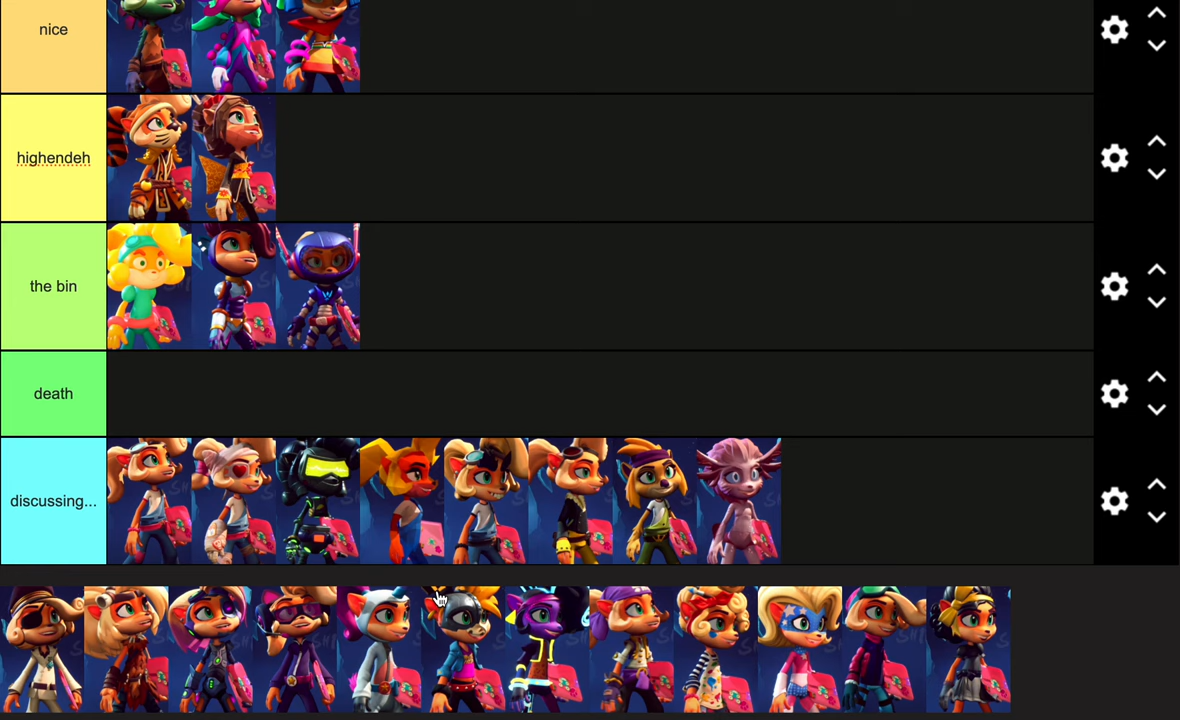 nice
highendeh
the bin
death
discussing...